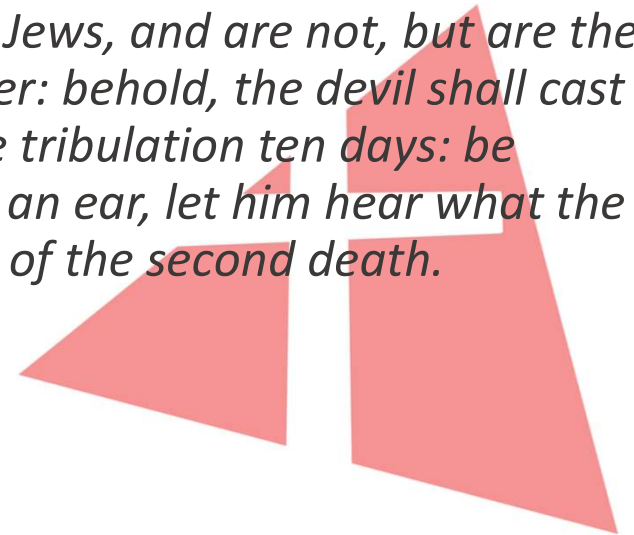 Jews, and are not, but are the
er: behold, the devil shall cast
e tribulation ten days: be
an ear, let him hear what the
of the second death.